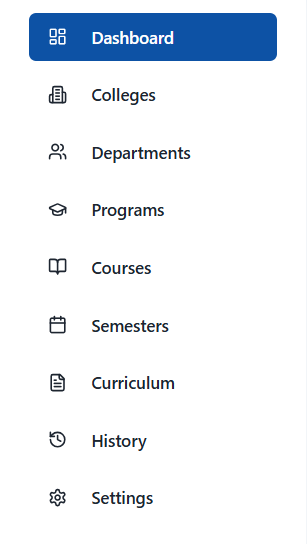 Dashboard
Colleges
Departments
Programs
Courses
Semesters
Curriculum
History
Settings